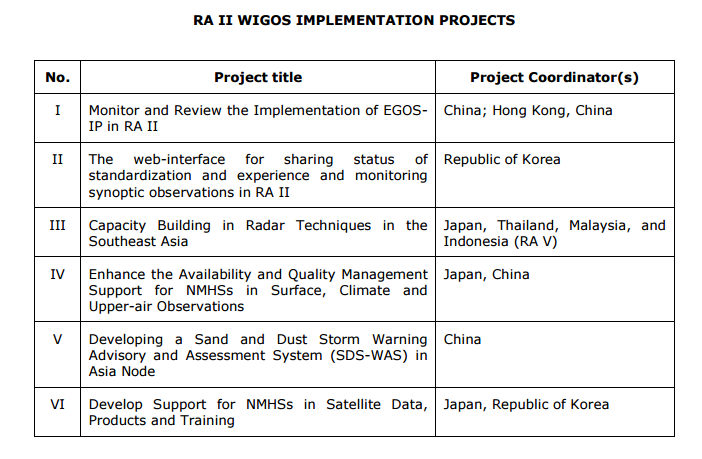 RA II WIGOS IMPLEMENTATION PROJECTS
No. Project title Project Coordinator(s)
I Monitor and Review the Implementation of EGOS- China; Hong Kong, China
IP in RA II
II The web-interface for sharing status of Republic of Korea
standardization and experience and monitoring
synoptic observations in RA II
III Capacity Building in Radar Techniques in the Japan, Thailand, Malaysia, and
Southeast Asia Indonesia (RA V)
IV Enhance the Availability and Quality Management Japan, China
Support for NMHSs in Surface, Climate and
Upper-air Observations
V Developing a Sand and Dust Storm Warning China
Advisory and Assessment System (SDS-WAS) in
Asia Node
VI Develop Support for NMHSs in Satellite Data, Japan, Republic of Korea
Products and Training